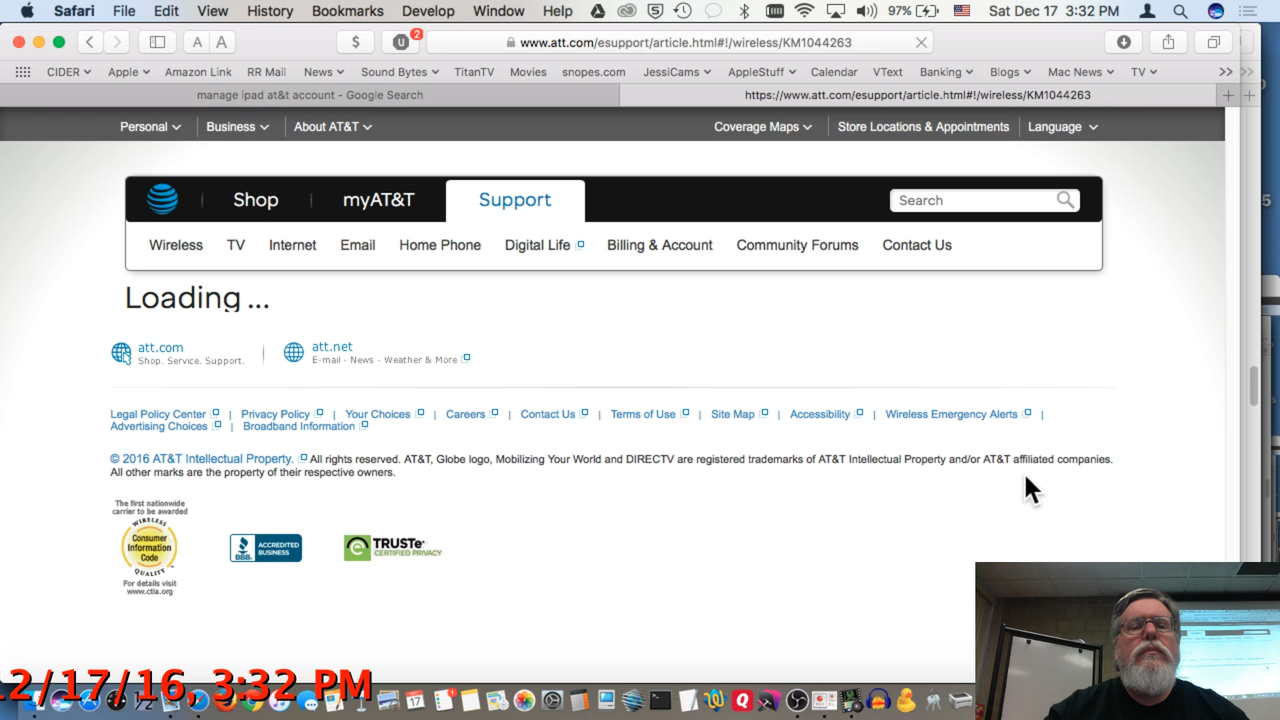 Safari File Edit View History Bookmarks Develop Window Help 97% Sat Dec 17 3:32 PM
A A $ 2 www.att.com/esupport/article.html#!/wireless/KM1044263
CIDER Apple Amazon Link RR Mail News Sound Bytes TitanTV Movies snopes.com JessiCams AppleStuff Calendar VText Banking Blogs Mac News TV >> >>
manage ipad at&t account - Google Search https://www.att.com/esupport/article.html#!/wireless/KM1044263 + +
Personal Business About AT&T Coverage Maps Store Locations & Appointments Language
Shop myAT&T Support Search
Wireless TV Internet Email Home Phone Digital Life Billing & Account Community Forums Contact Us
Loading ...
att.com att.net
Shop. Service. Support. E-mail - News - Weather & More
Legal Policy Center | Privacy Policy | Your Choices | Careers | Contact Us | Terms of Use | Site Map | Accessibility | Wireless Emergency Alerts |
Advertising Choices | Broadband Information
© 2016 AT&T Intellectual Property. All rights reserved. AT&T, Globe logo, Mobilizing Your World and DIRECTV are registered trademarks of AT&T Intellectual Property and/or AT&T affiliated companies.
All other marks are the property of their respective owners.
The first nationwide
carrier to be awarded
WIRELESS
Consumer
Information
Code
QUALITY
For details visit
www.ctia.org
BBB. ACCREDITED
BUSINESS
TRUSTe
CERTIFIED PRIVACY
2/17/16, 3:32 PM